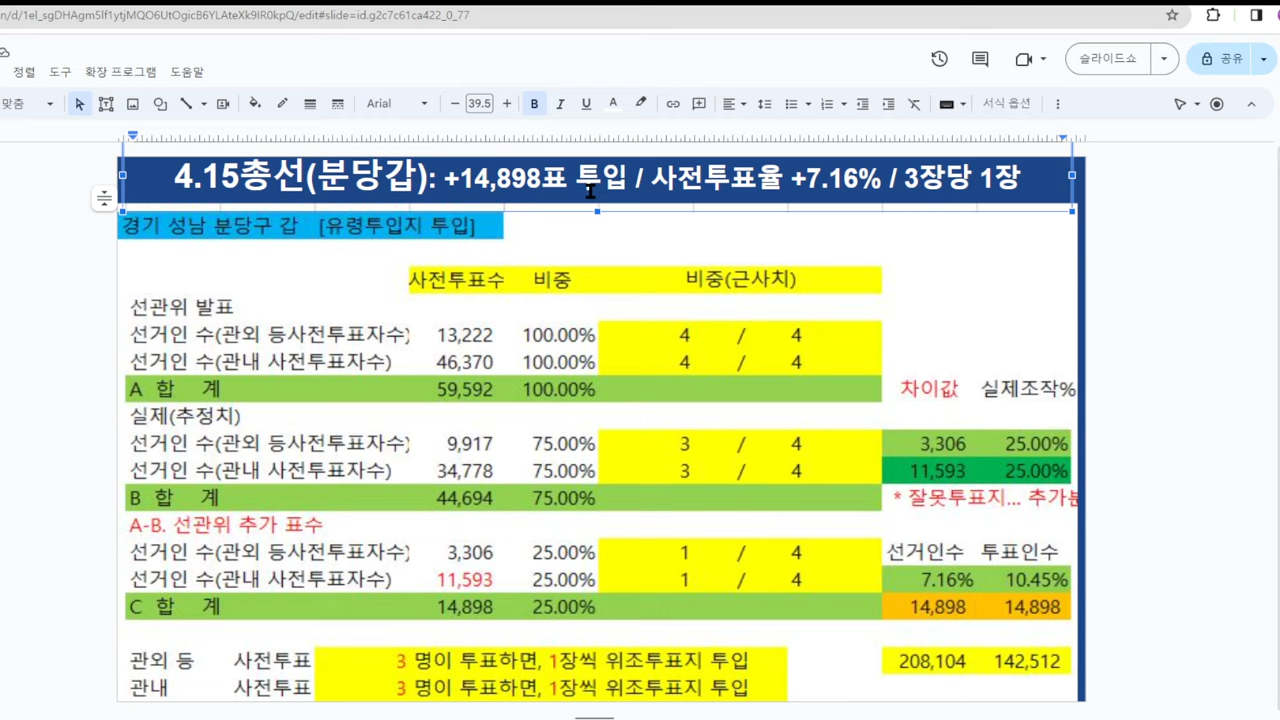 n/d/1el_sgDHAgm5lf1ytjMQO6UtOgicB6YLAteXk9IR0kpQ/edit#slide=id.g2c7c61ca422_0_77
정렬 도구 확장 프로그램 도움말
슬라이드쇼 공유
맞춤 Arial 39.5 B I U A 서식 옵션
4.15총선(분당갑): +14,898표 투입 / 사전투표율 +7.16% / 3장당 1장
경기 성남 분당구 갑 [유령투입지 투입]
사전투표수 비중 비중(근사치)
선관위 발표
선거인 수(관외 등사전투표자수) 13,222 100.00% 4 / 4
선거인 수(관내 사전투표자수) 46,370 100.00% 4 / 4
A 합 계 59,592 100.00% 차이값 실제조작%
실제(추정치)
선거인 수(관외 등사전투표자수) 9,917 75.00% 3 / 4 3,306 25.00%
선거인 수(관내 사전투표자수) 34,778 75.00% 3 / 4 11,593 25.00%
B 합 계 44,694 75.00% * 잘못투표지... 추가분
A-B. 선관위 추가 표수
선거인 수(관외 등사전투표자수) 3,306 25.00% 1 / 4 선거인수 투표인수
선거인 수(관내 사전투표자수) 11,593 25.00% 1 / 4 7.16% 10.45%
C 합 계 14,898 25.00% 14,898 14,898
관외 등 사전투표 3 명이 투표하면, 1장씩 위조투표지 투입 208,104 142,512
관내 사전투표 3 명이 투표하면, 1장씩 위조투표지 투입